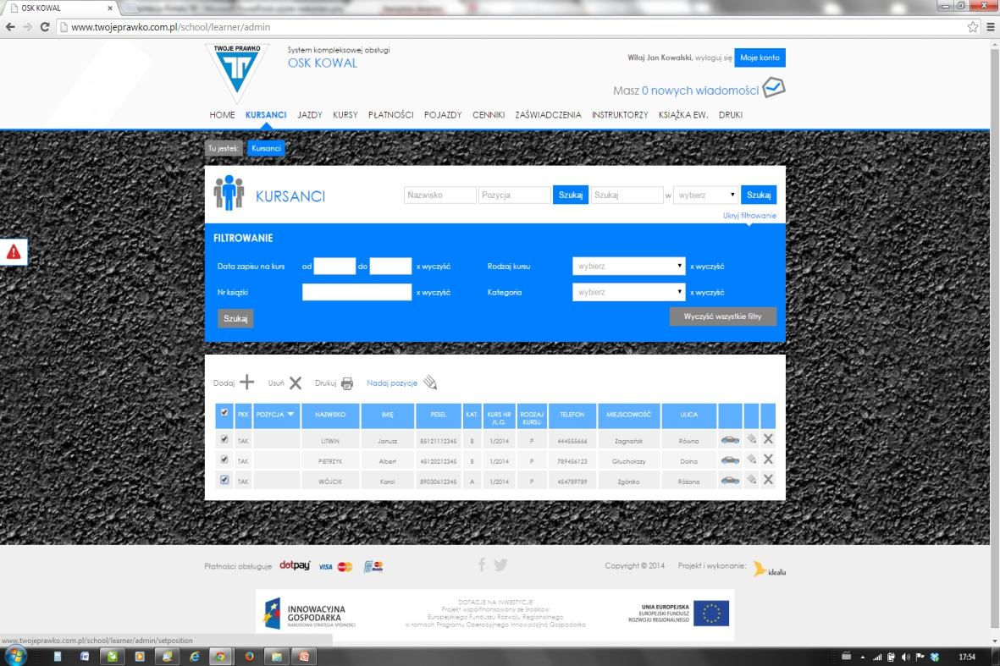 OSK KOWAL
www.twojeprawko.com.pl/school/learner/admin
TWOJE PRAWKO
System kompleksowej obsługi
OSK KOWAL
Witaj Jan Kowalski, wyloguj się Moje konto
Masz 0 nowych wiadomości
HOME KURSANCI JAZDY KURSY PŁATNOŚCI POJAZDY CENNIKI ZAŚWIADCZENIA INSTRUKTORZY KSIĄŻKA EW. DRUKI
Tu jesteś: Kursanci
KURSANCI Nazwisko Pozycja Szukaj Szukaj w wybierz Szukaj
Ukryj filtrowanie
FILTROWANIE
Data zapisu na kurs od do x wyczyść Rodzaj kursu wybierz x wyczyść
Nr książki x wyczyść Kategoria wybierz x wyczyść
Szukaj Wyczyść wszystkie filtry
Dodaj Usuń Drukuj Nadaj pozycje
PKK POZYCJA NAZWISKO IMIĘ PESEL KAT. KURS NR /L.G. RODZAJ KURSU TELEFON MIEJSCOWOŚĆ ULICA
TAK LITWIN Janusz 85121112345 B 1/2014 P 444555666 Zagnańsk Równa
TAK PIETRZYK Albert 45120212345 B 1/2014 P 789456123 Głuchołazy Dolna
TAK WÓJCIK Karol 89030612345 A 1/2014 P 454789789 Zgórsko Różana
Płatności obsługuje dotpay VISA Copyright © 2014 Projekt i wykonanie: idealia
INNOWACYJNA
GOSPODARKA
NARODOWA STRATEGIA SPÓJNOŚCI
DOTACJE NA INWESTYCJE
Projekt współfinansowany ze środków
Europejskiego Funduszu Rozwoju Regionalnego
w ramach Programu Operacyjnego Innowacyjna Gospodarka
UNIA EUROPEJSKA
EUROPEJSKI FUNDUSZ
ROZWOJU REGIONALNEGO
www.twojeprawko.com.pl/school/learner/admin/setposition
17:54